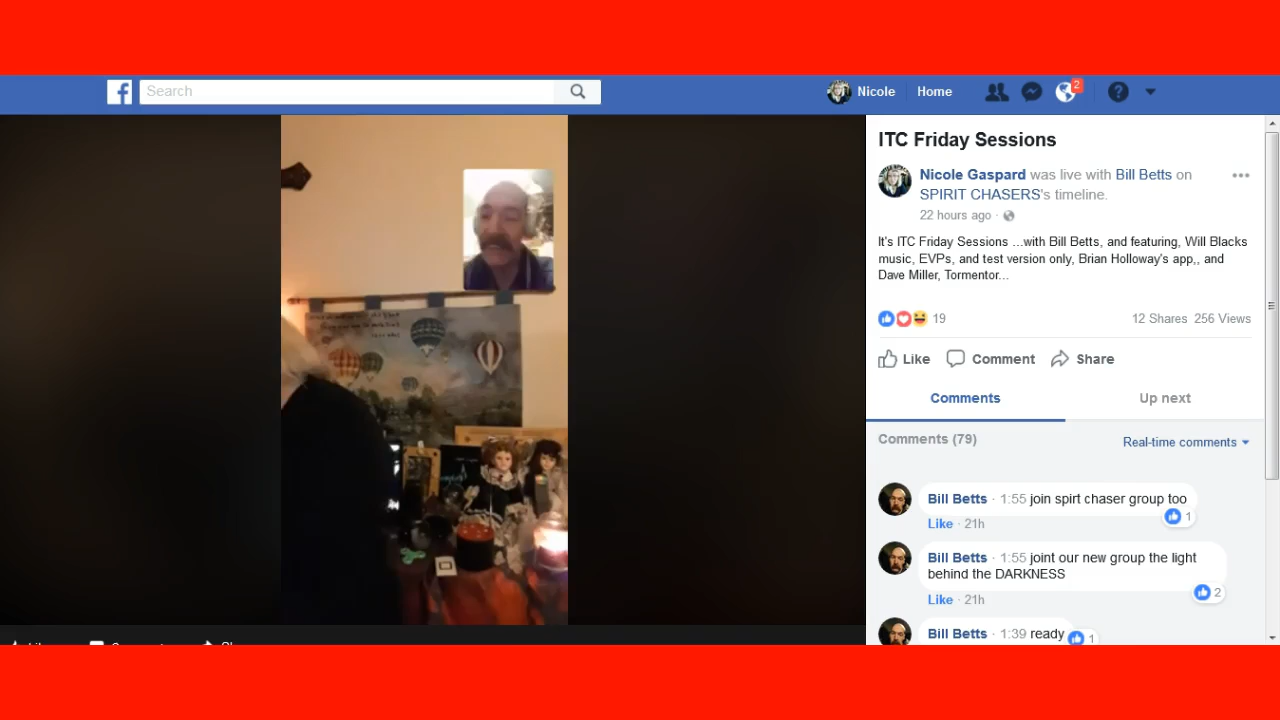 Search
Nicole
Home
2
ITC Friday Sessions
Nicole Gaspard was live with Bill Betts on
SPIRIT CHASERS's timeline.
22 hours ago ·
It's ITC Friday Sessions ...with Bill Betts, and featuring, Will Blacks
music, EVPs, and test version only, Brian Holloway's app,, and
Dave Miller, Tormentor...
19
12 Shares 256 Views
Like Comment Share
Comments Up next
Comments (79)
Real-time comments
Bill Betts · 1:55 join spirt chaser group too
1
Like · 21h
Bill Betts · 1:55 joint our new group the light
behind the DARKNESS
2
Like · 21h
Bill Betts · 1:39 ready
1